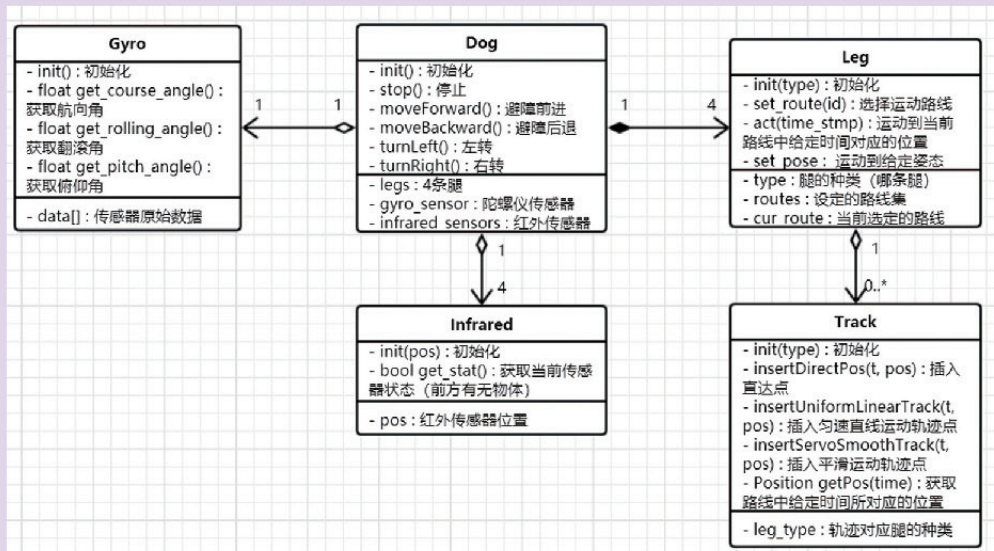 Gyro
- init() : 初始化
- float get_course_angle() :
获取航向角
- float get_rolling_angle() :
获取翻滚角
- float get_pitch_angle() :
获取俯仰角
- data[] : 传感器原始数据
1
1
Dog
- init() : 初始化
- stop() : 停止
- moveForward() : 避障前进
- moveBackward() : 避障后退
- turnLeft() : 左转
- turnRight() : 右转
- legs : 4条腿
- gyro_sensor : 陀螺仪传感器
- infrared_sensors : 红外传感器
1
4
Leg
- init(type) : 初始化
- set_route(id) : 选择运动路线
- act(time_stmp) : 运动到当前
路线中给定时间对应的位置
- set_pose : 运动到给定姿态
- type : 腿的种类（哪条腿）
- routes : 设定的路线集
- cur_route : 当前选定的路线
1
4
Infrared
- init(pos) : 初始化
- bool get_stat() : 获取当前传感
器状态（前方有无物体）
- pos : 红外传感器位置
1
0..*
Track
- init(type) : 初始化
- insertDirectPos(t, pos) : 插入
直达点
- insertUniformLinearTrack(t,
pos) : 插入匀速直线运动轨迹点
- insertServoSmoothTrack(t,
pos) : 插入平滑运动轨迹点
- Position getPos(time) : 获取
路线中给定时间所对应的位置
- leg_type : 轨迹对应腿的种类